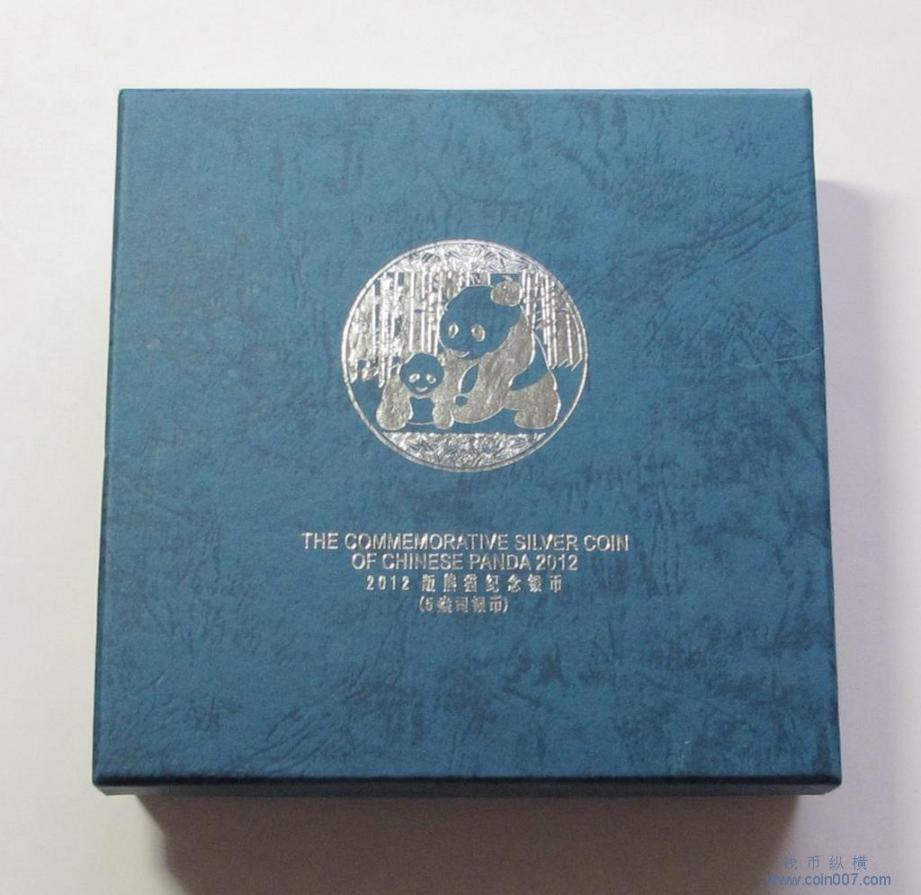 THE COMMEMORATIVE SILVER COIN
OF CHINESE PANDA 2012
2012 版熊猫纪念银币
(5盎司银币)
钱币纵横
www.coin007.com